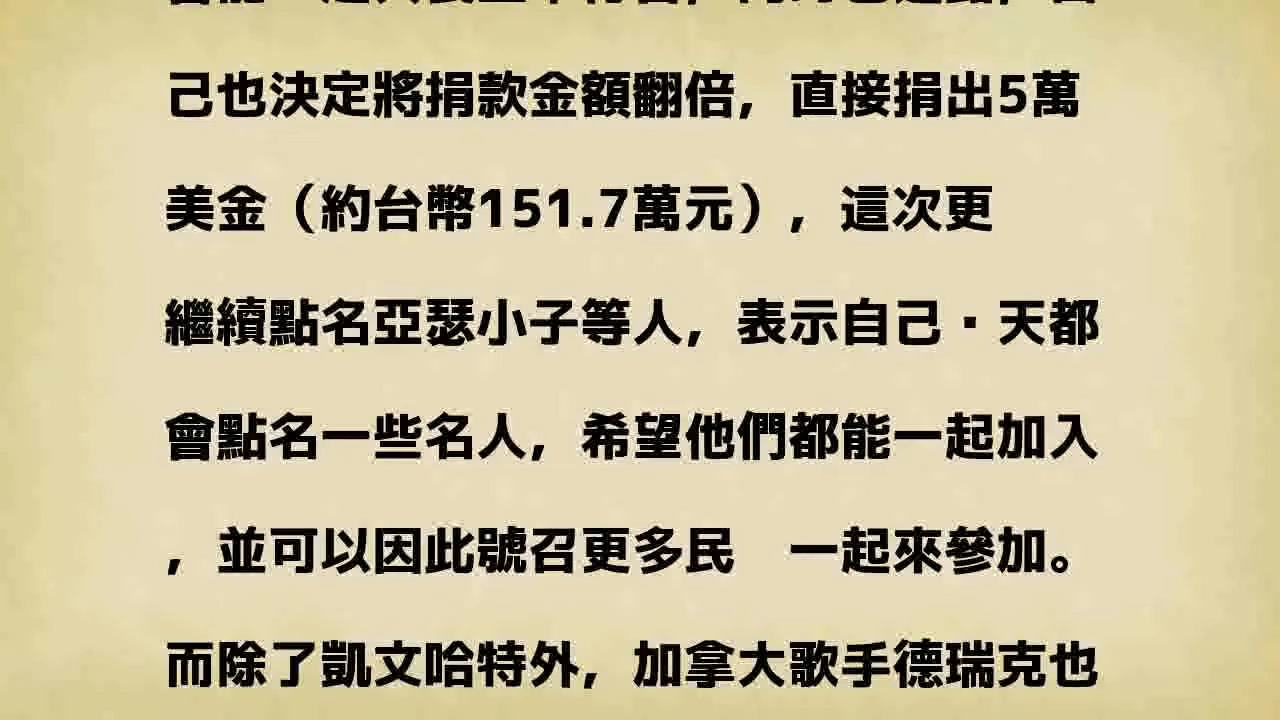 己也決定將捐款金額翻倍，直接捐出5萬
美金（約台幣151.7萬元），這次更
繼續點名亞瑟小子等人，表示自己·天都
會點名一些名人，希望他們都能一起加入
，並可以因此號召更多民　一起來參加。
而除了凱文哈特外，加拿大歌手德瑞克也